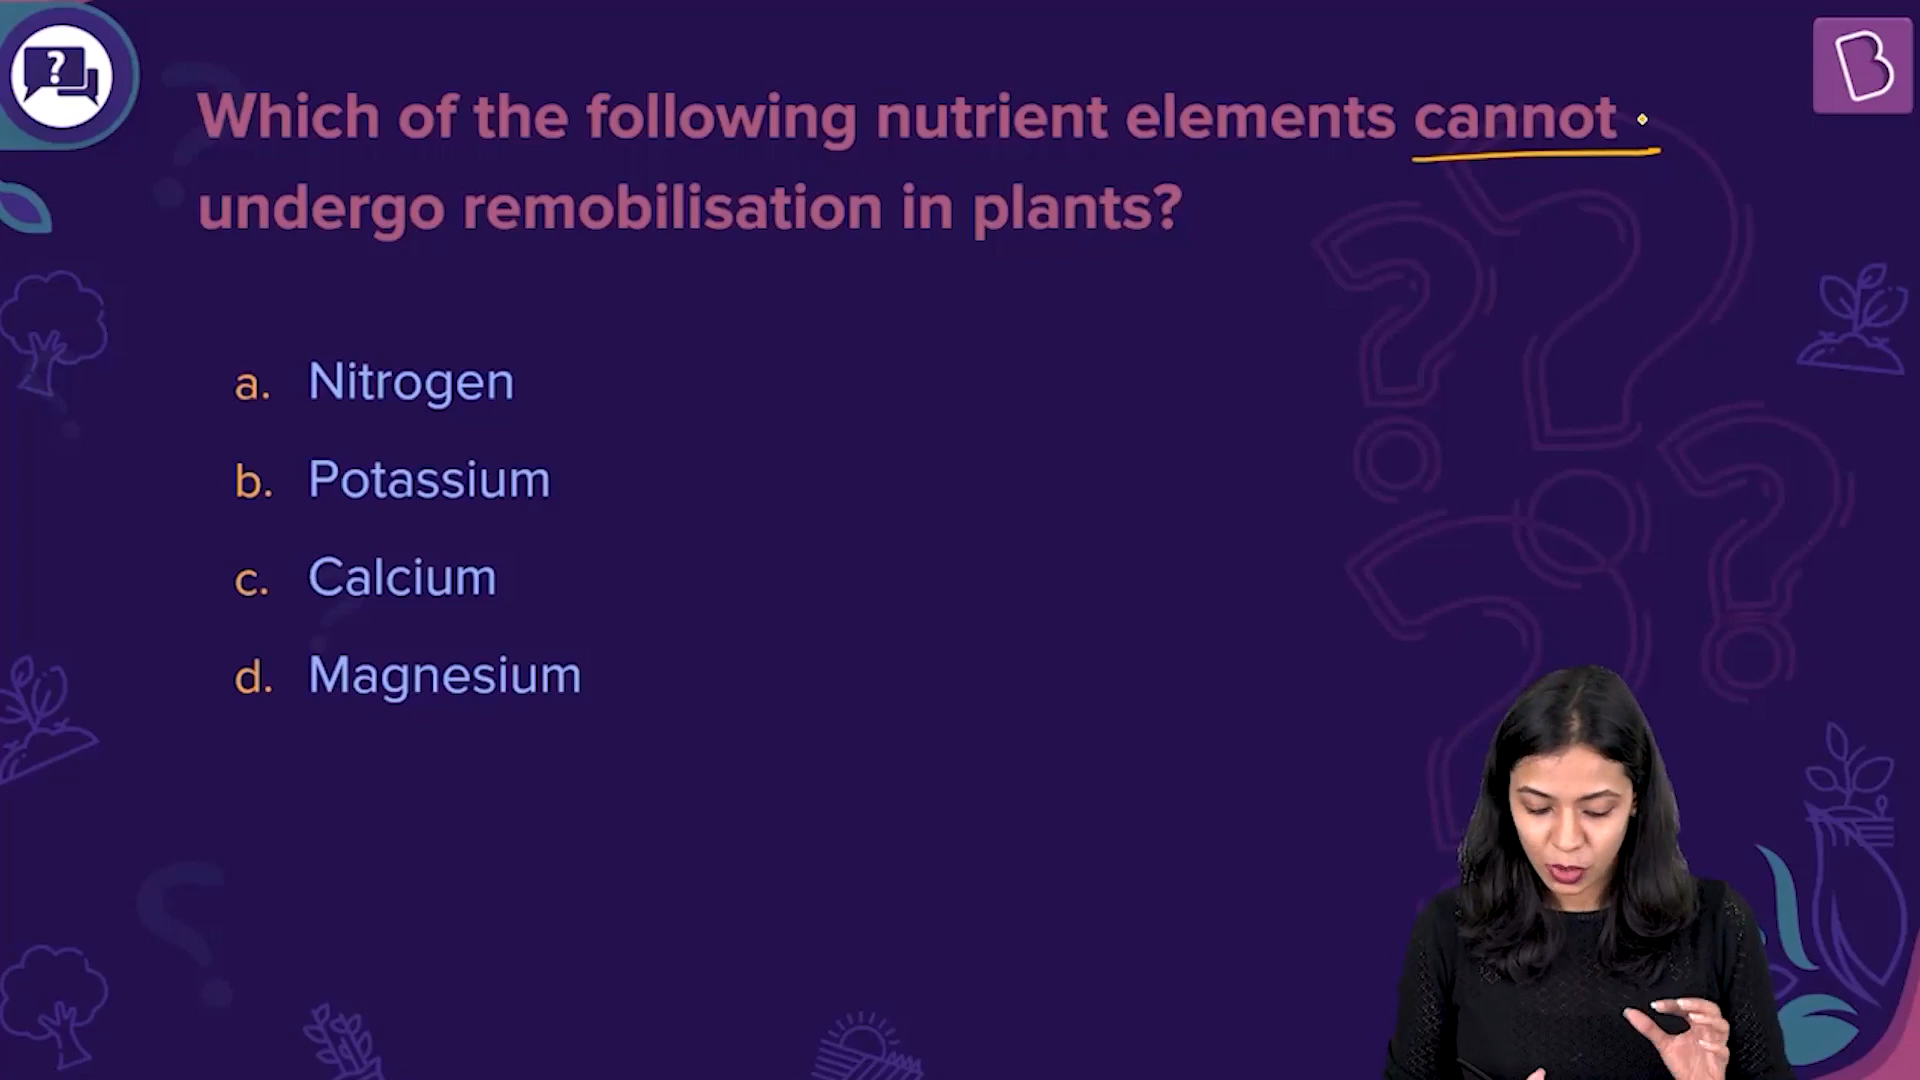 ?
B
Which of the following nutrient elements cannot
undergo remobilisation in plants?
a. Nitrogen
b. Potassium
c. Calcium
d. Magnesium